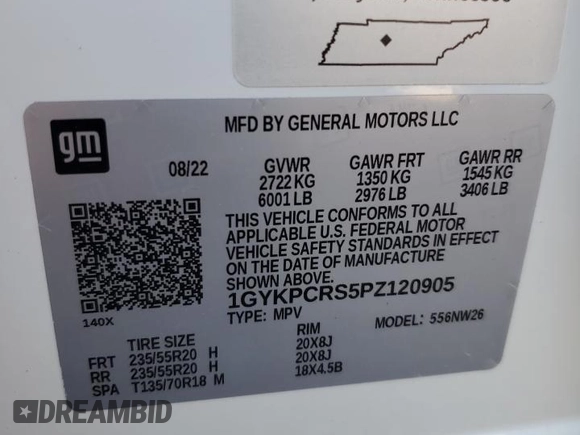 gm
MFD BY GENERAL MOTORS LLC
08/22 GVWR GAWR FRT GAWR RR
2722 KG 1350 KG 1545 KG
6001 LB 2976 LB 3406 LB
THIS VEHICLE CONFORMS TO ALL
APPLICABLE U.S. FEDERAL MOTOR
VEHICLE SAFETY STANDARDS IN EFFECT
ON THE DATE OF MANUFACTURE
SHOWN ABOVE.
1GYKPCRS5PZ120905
140X TYPE: MPV MODEL: 556NW26
TIRE SIZE RIM
FRT 235/55R20 H 20X8J
RR 235/55R20 H 20X8J
SPA T135/70R18 M 18X4.5B
DREAMBID